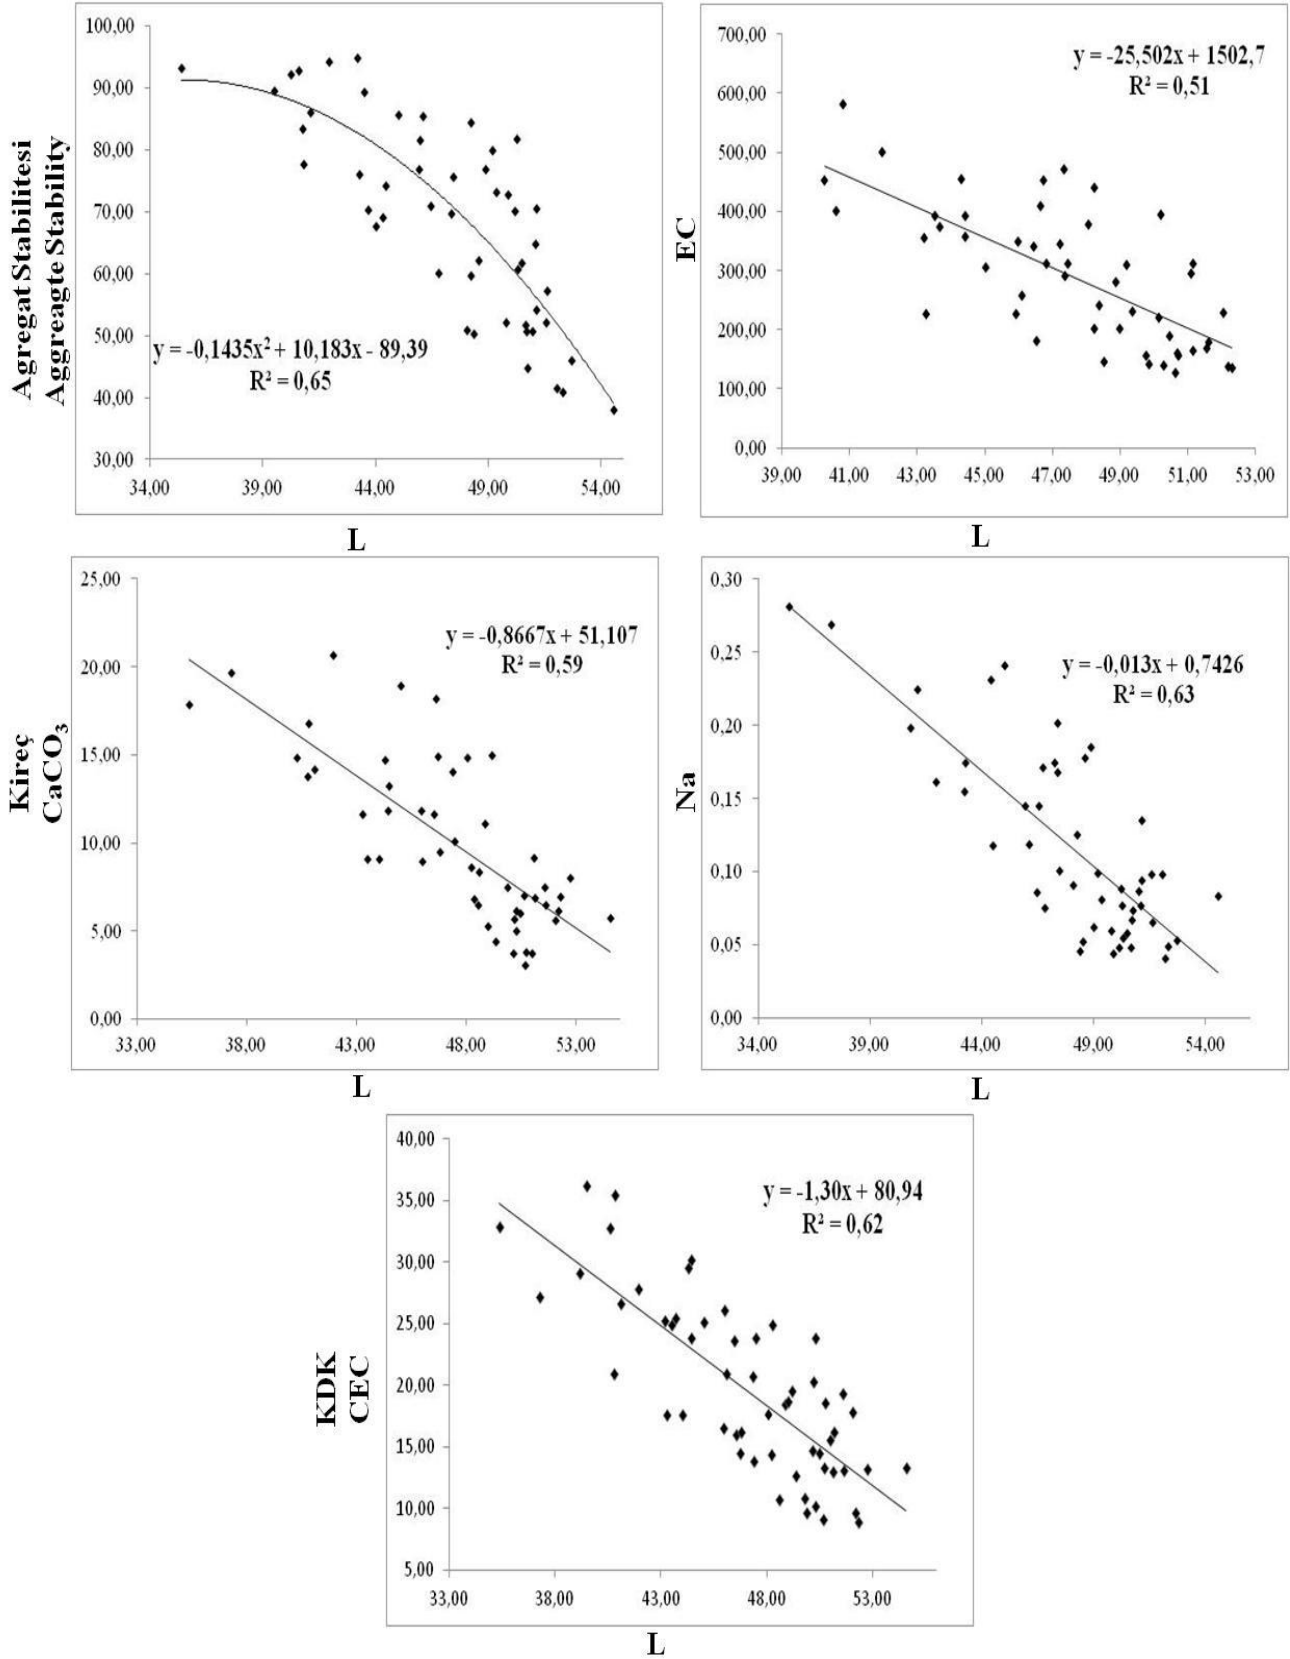 Agregat Stabilitesi
Aggreagte Stability
100,00
90,00
80,00
70,00
60,00
50,00
40,00
30,00
y = -0,1435x² + 10,183x - 89,39
R² = 0,65
34,00 39,00 44,00 49,00 54,00
L
EC
700,00
600,00
500,00
400,00
300,00
200,00
100,00
0,00
y = -25,502x + 1502,7
R² = 0,51
39,00 41,00 43,00 45,00 47,00 49,00 51,00 53,00
L
Kireç
CaCO₃
25,00
20,00
15,00
10,00
5,00
0,00
y = -0,8667x + 51,107
R² = 0,59
33,00 38,00 43,00 48,00 53,00
L
Na
0,30
0,25
0,20
0,15
0,10
0,05
0,00
y = -0,013x + 0,7426
R² = 0,63
34,00 39,00 44,00 49,00 54,00
L
KDK
CEC
40,00
35,00
30,00
25,00
20,00
15,00
10,00
5,00
y = -1,30x + 80,94
R² = 0,62
33,00 38,00 43,00 48,00 53,00
L